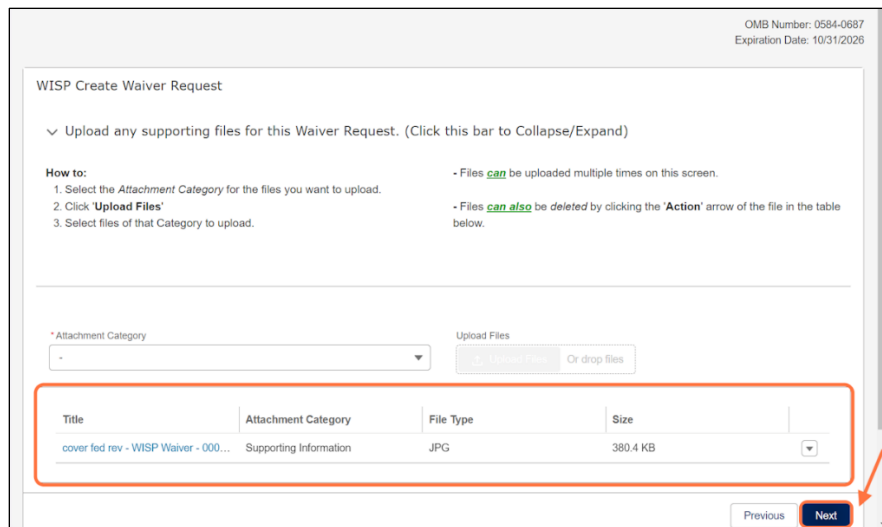 OMB Number: 0584-0687
Expiration Date: 10/31/2026
WISP Create Waiver Request
Upload any supporting files for this Waiver Request. (Click this bar to Collapse/Expand)
How to:
1. Select the Attachment Category for the files you want to upload.
2. Click 'Upload Files'
3. Select files of that Category to upload.
- Files can be uploaded multiple times on this screen.
- Files can also be deleted by clicking the 'Action' arrow of the file in the table
below.
* Attachment Category
-
Upload Files
Upload Files Or drop files
Title Attachment Category File Type Size
cover fed rev - WISP Waiver - 000... Supporting Information JPG 380.4 KB
Previous Next